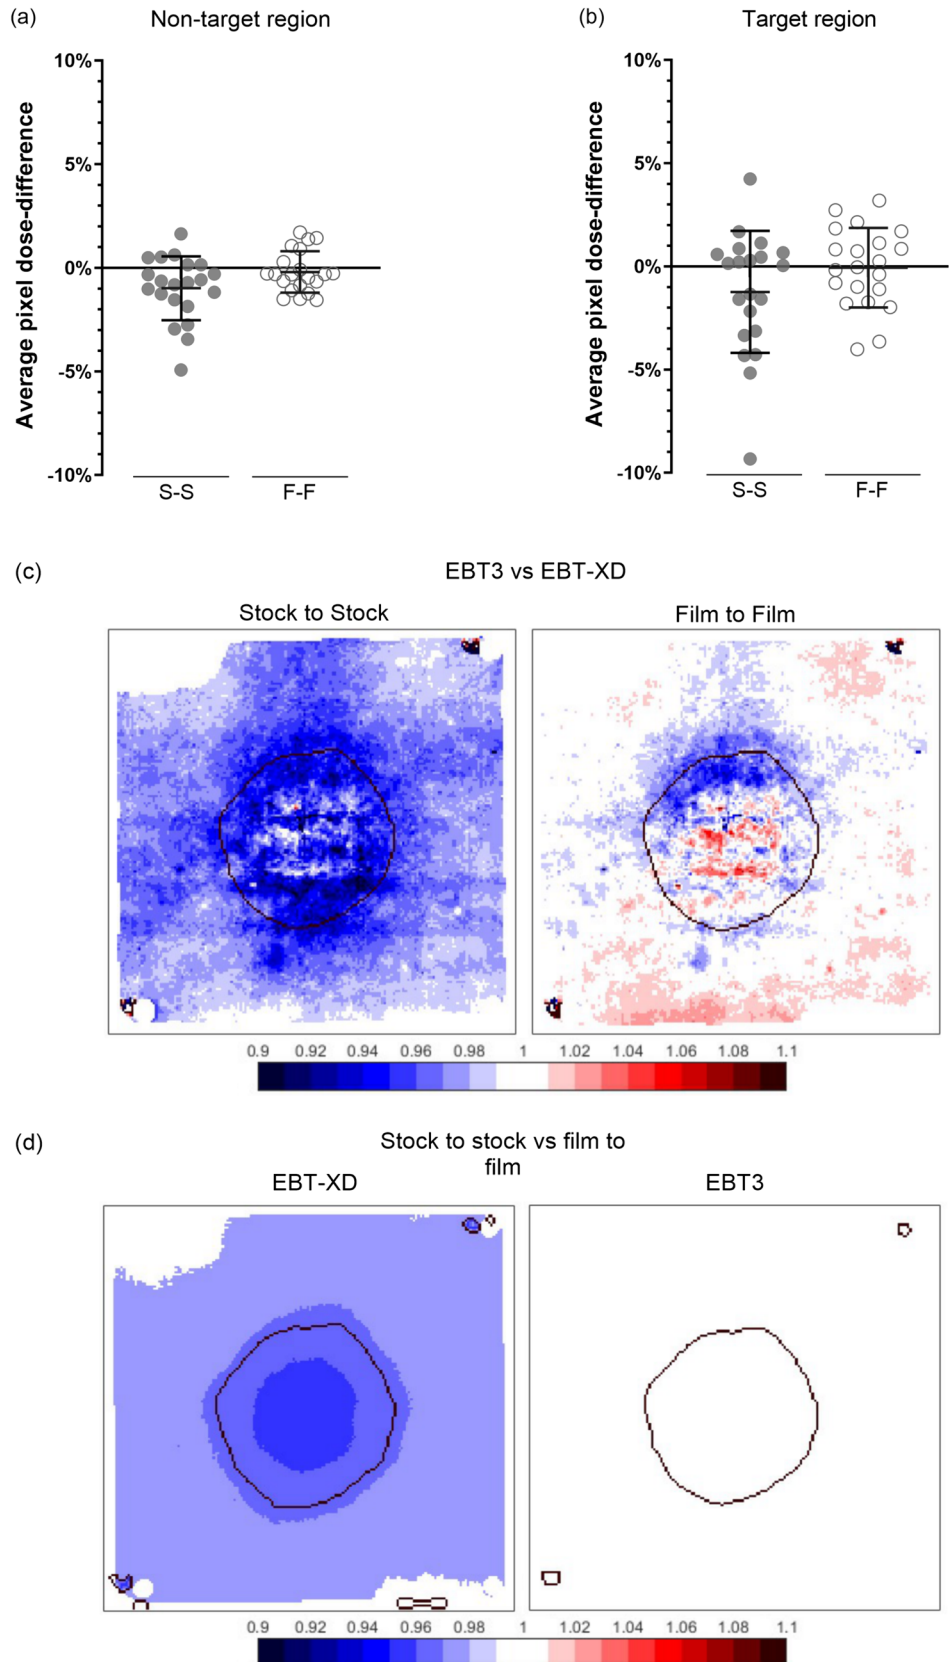 (a) Non-target region
(b) Target region
Average pixel dose-difference
10%
5%
0%
-5%
-10%
S-S F-F
Average pixel dose-difference
10%
5%
0%
-5%
-10%
S-S F-F
(c) EBT3 vs EBT-XD
Stock to Stock Film to Film
0.9 0.92 0.94 0.96 0.98 1 1.02 1.04 1.06 1.08 1.1
(d) Stock to stock vs film to
film
EBT-XD EBT3
0.9 0.92 0.94 0.96 0.98 1 1.02 1.04 1.06 1.08 1.1